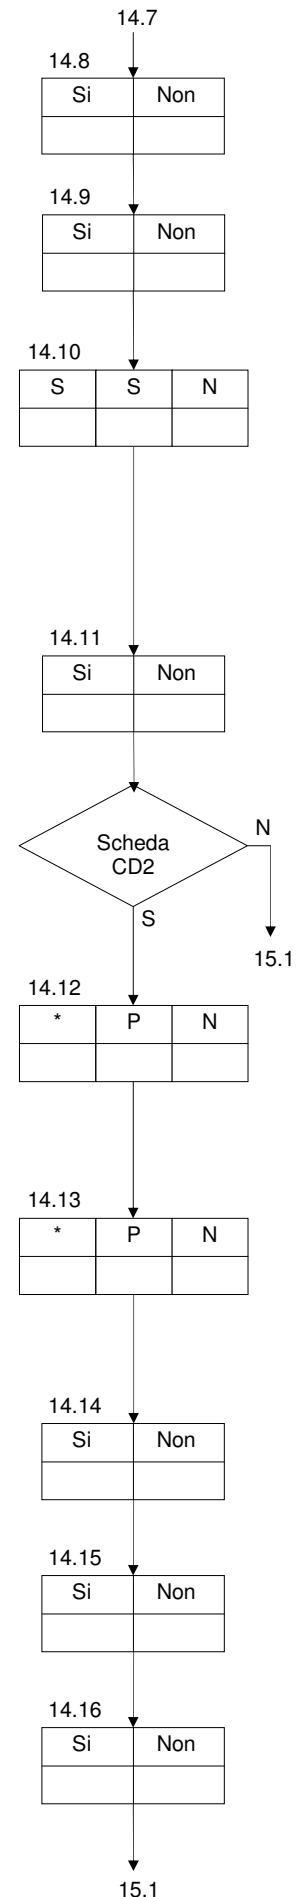 14.7
14.8
Si Non
14.9
Si Non
14.10
S S N
14.11
Si Non
Scheda
CD2
N
S
15.1
14.12
* P N
14.13
* P N
14.14
Si Non
14.15
Si Non
14.16
Si Non
15.1